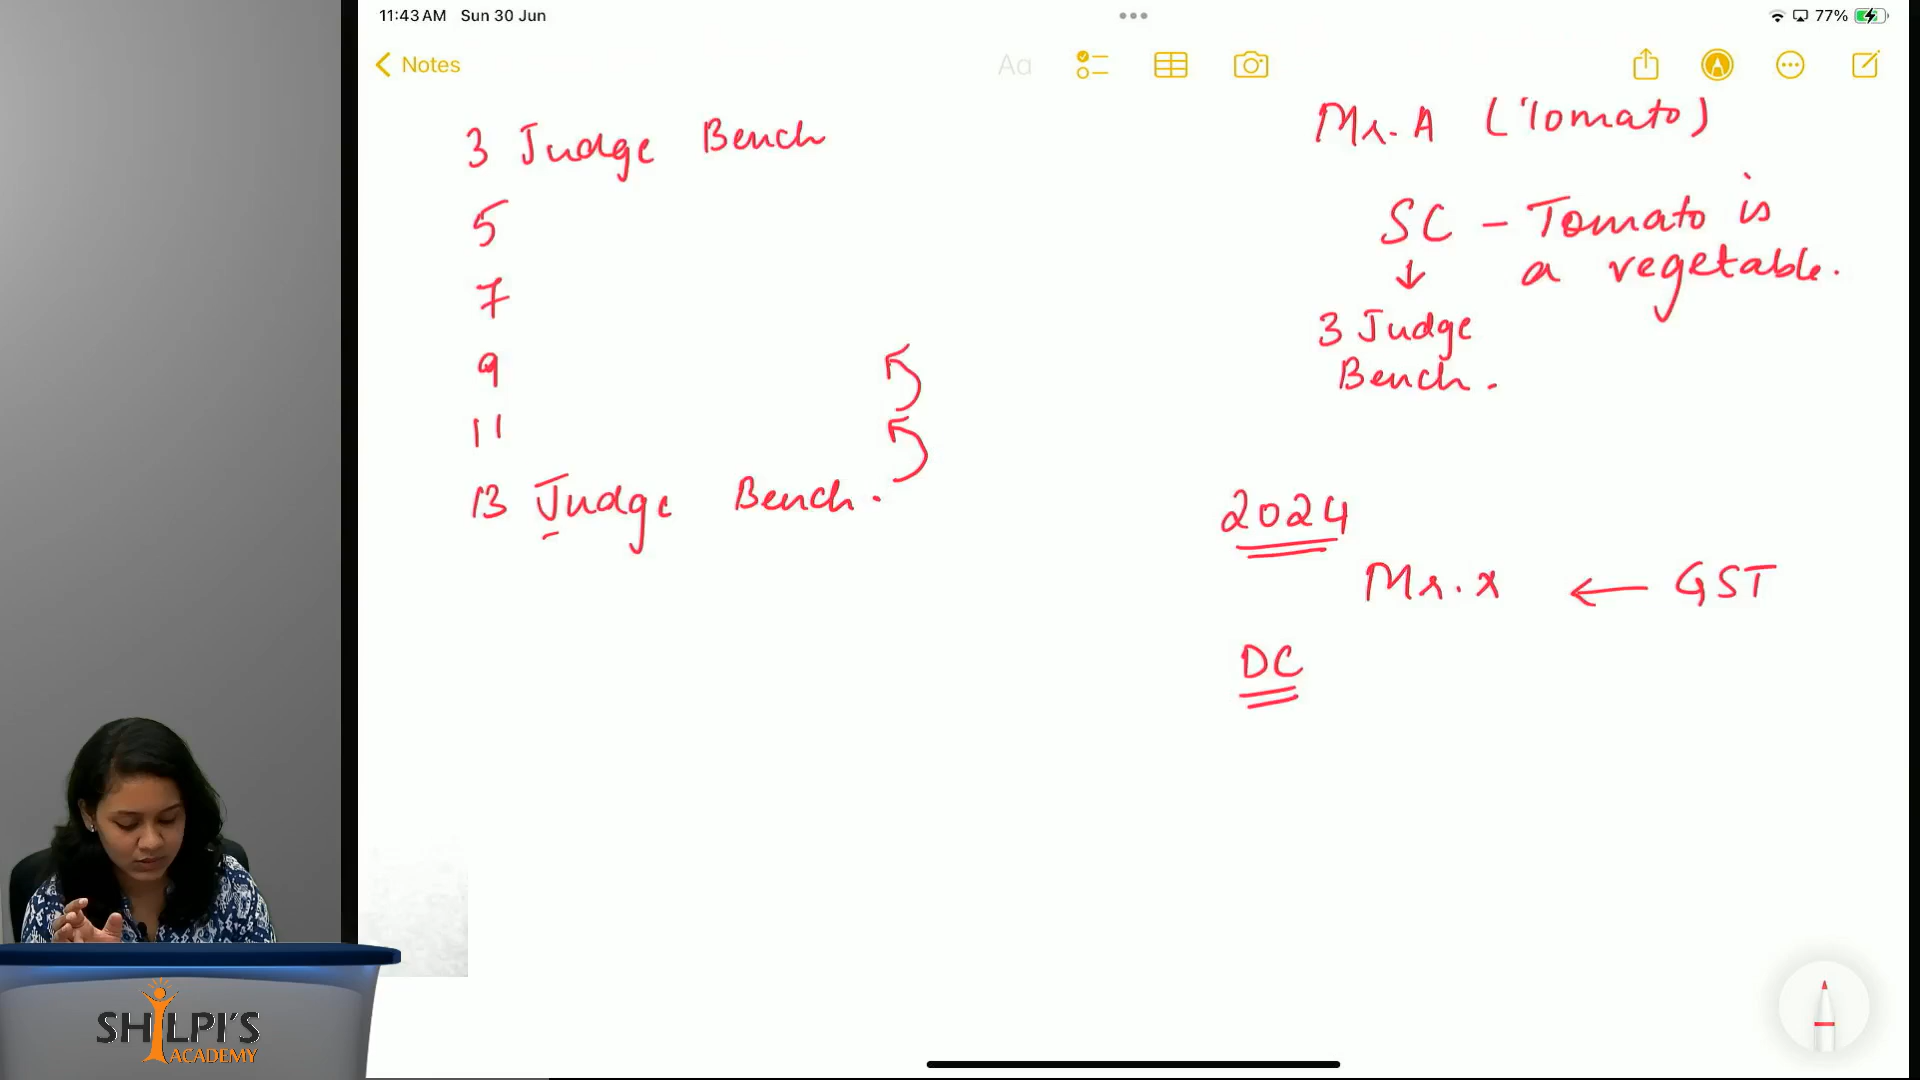 11:43 AM Sun 30 Jun
77%
Notes
Aa
3 Judge Bench
5
7
9
11
13 Judge Bench.
Mr. A (Tomato)
SC - Tomato is
a vegetable.
3 Judge
Bench.
2024
Mr. x ← GST
DC
SHILPI'S
ACADEMY